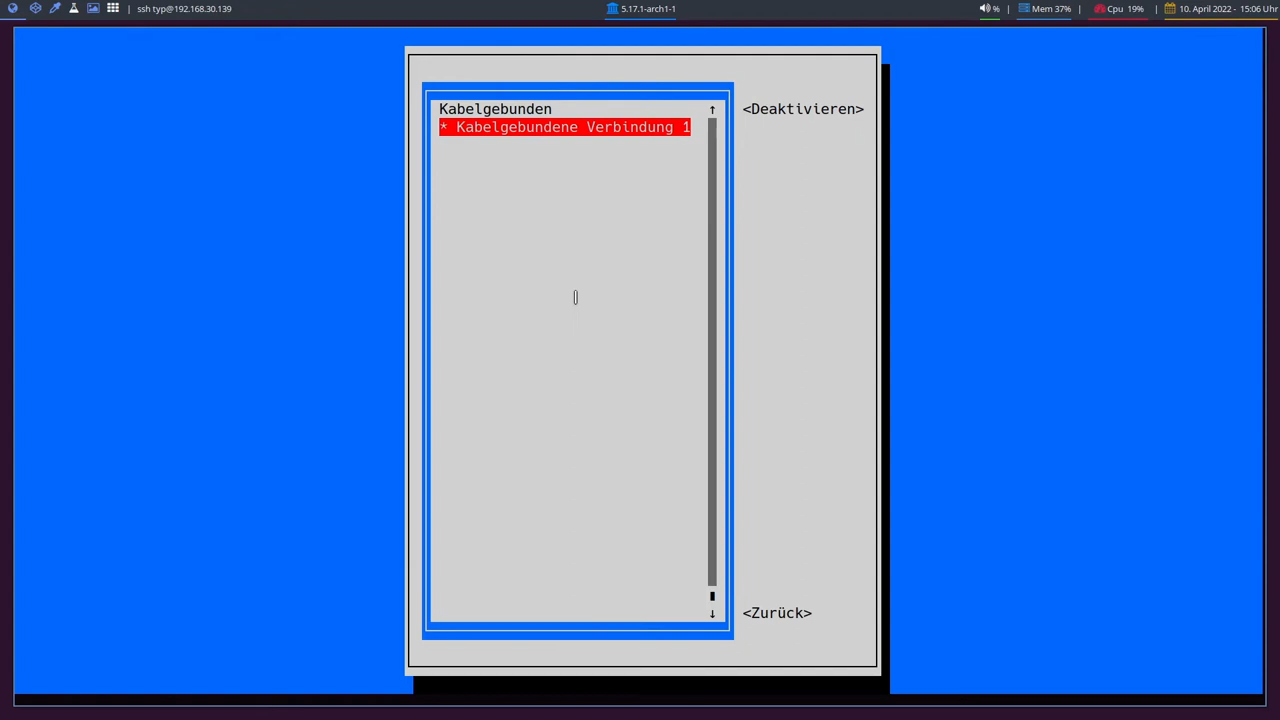 ssh typ@192.168.30.139
5.17.1-arch1-1
% | Mem 37% | Cpu 19% | 10. April 2022 - 15:06 Uhr
Kabelgebunden ↑ <Deaktivieren>
* Kabelgebundene Verbindung 1
↓ <Zurück>